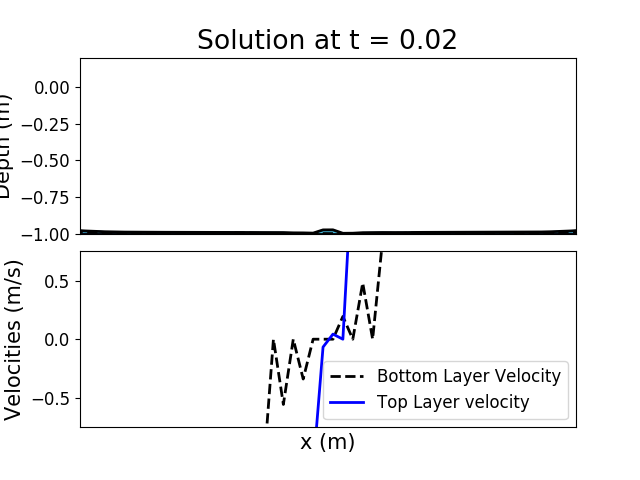 Solution at t = 0.02
Depth (m)
0.00
−0.25
−0.50
−0.75
−1.00
Velocities (m/s)
0.5
0.0
−0.5
Bottom Layer Velocity
Top Layer velocity
x (m)